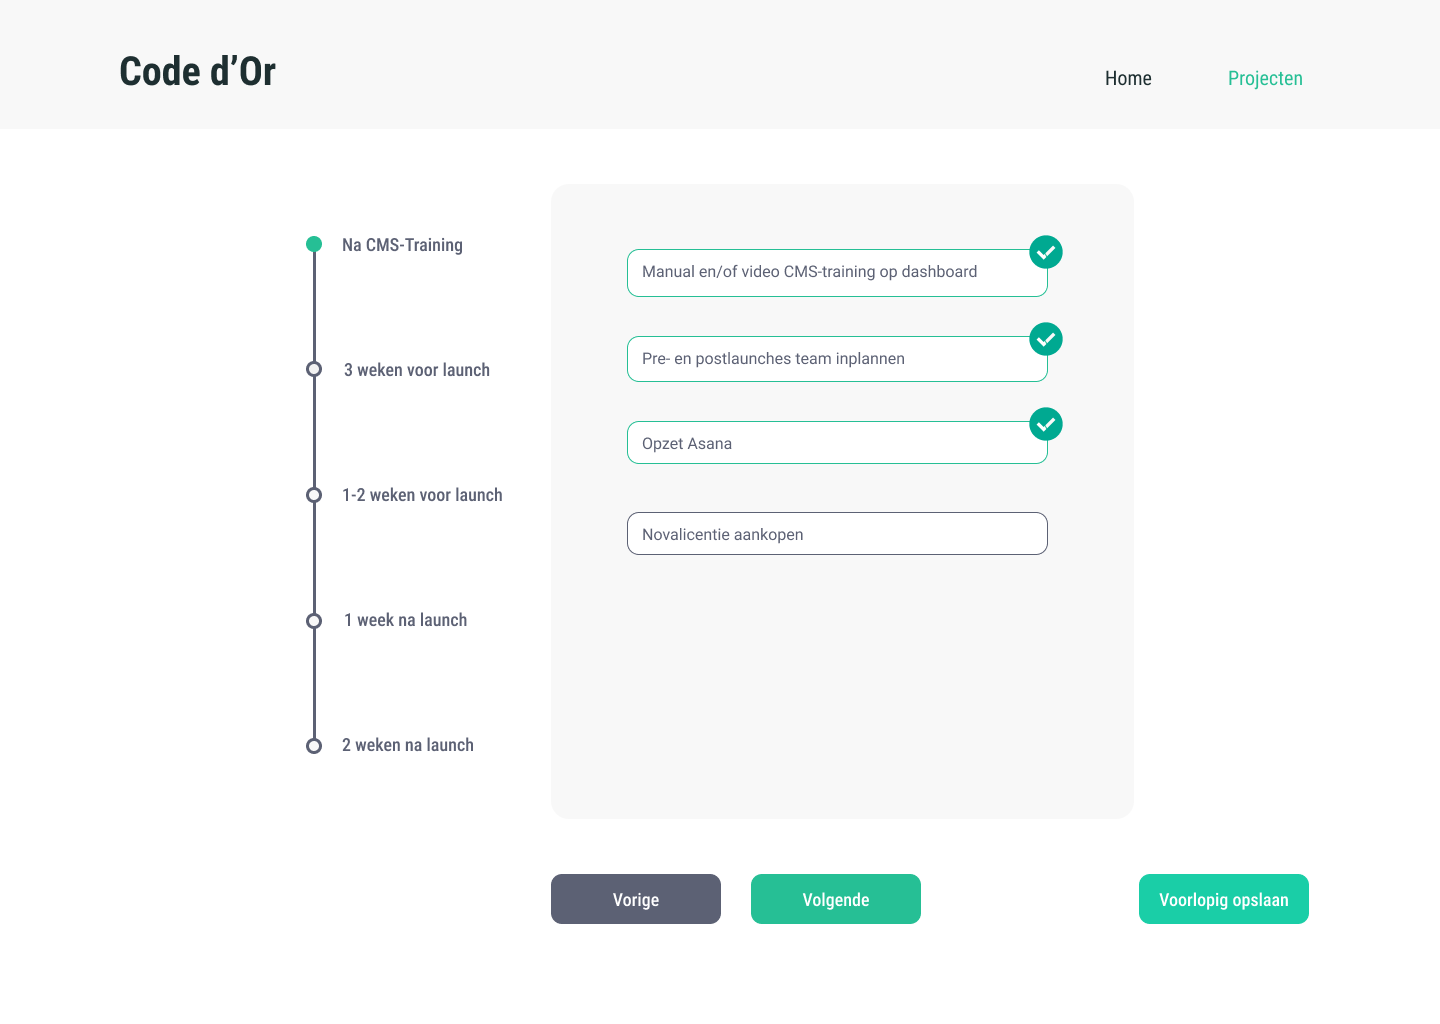 Code d’Or
Home
Projecten
Na CMS-Training
3 weken voor launch
1-2 weken voor launch
1 week na launch
2 weken na launch
Manual en/of video CMS-training op dashboard
Pre- en postlaunches team inplannen
Opzet Asana
Novalicentie aankopen
Vorige
Volgende
Voorlopig opslaan